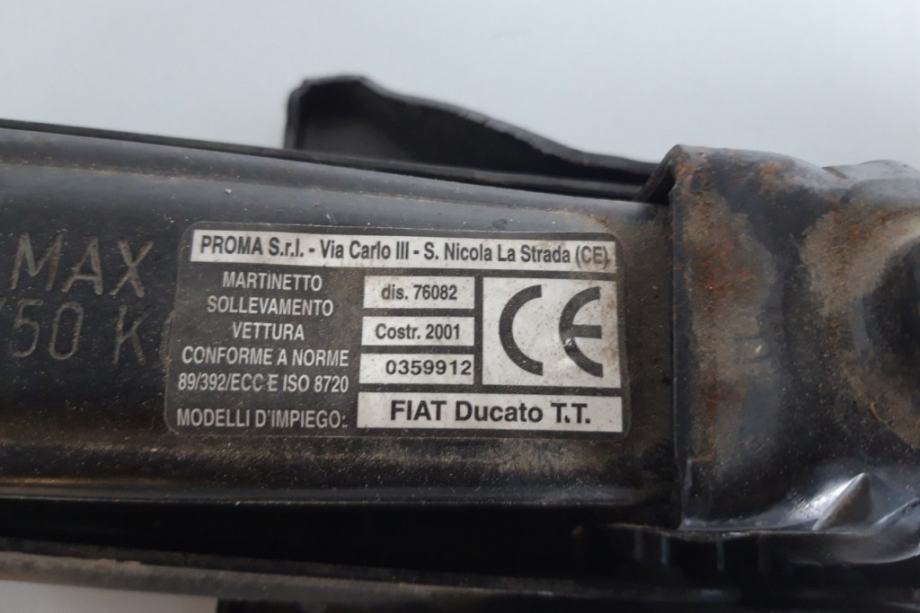 MAX
750 K
PROMA S.r.l. - Via Carlo III - S. Nicola La Strada (CE)
MARTINETTO
SOLLEVAMENTO
VETTURA
CONFORME A NORME
89/392/ECC E ISO 8720
MODELLI D'IMPIEGO:.
dis. 76082
Costr. 2001
0359912
CE
FIAT Ducato T.T.